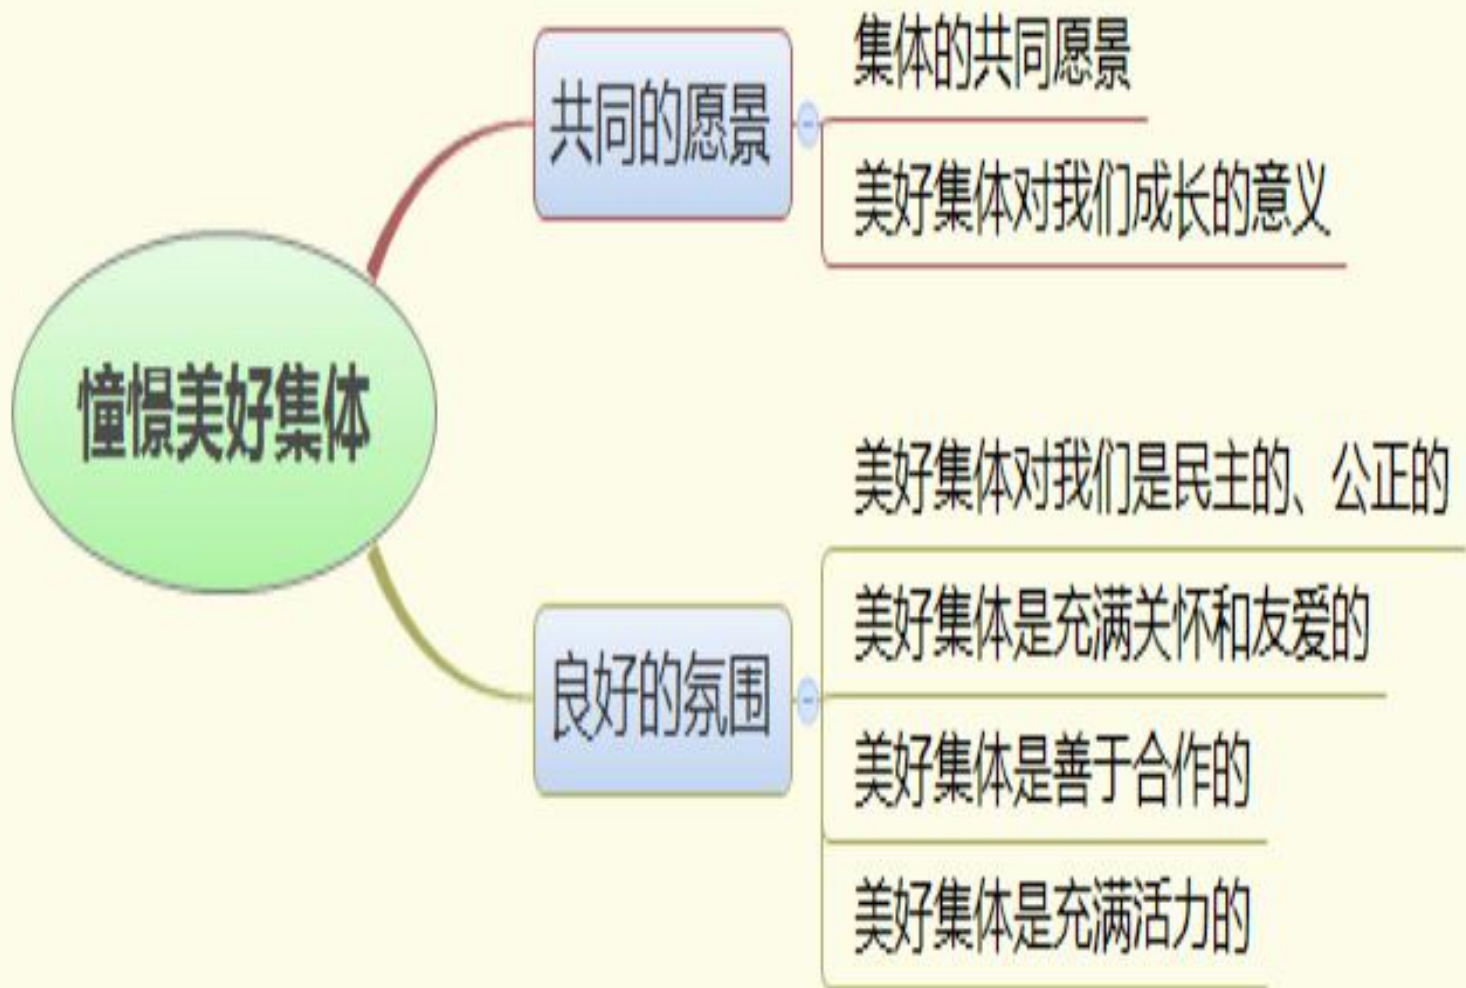 憧憬美好集体
共同的愿景
集体的共同愿景
美好集体对我们成长的意义
良好的氛围
美好集体对我们是民主的、公正的
美好集体是充满关怀和友爱的
美好集体是善于合作的
美好集体是充满活力的